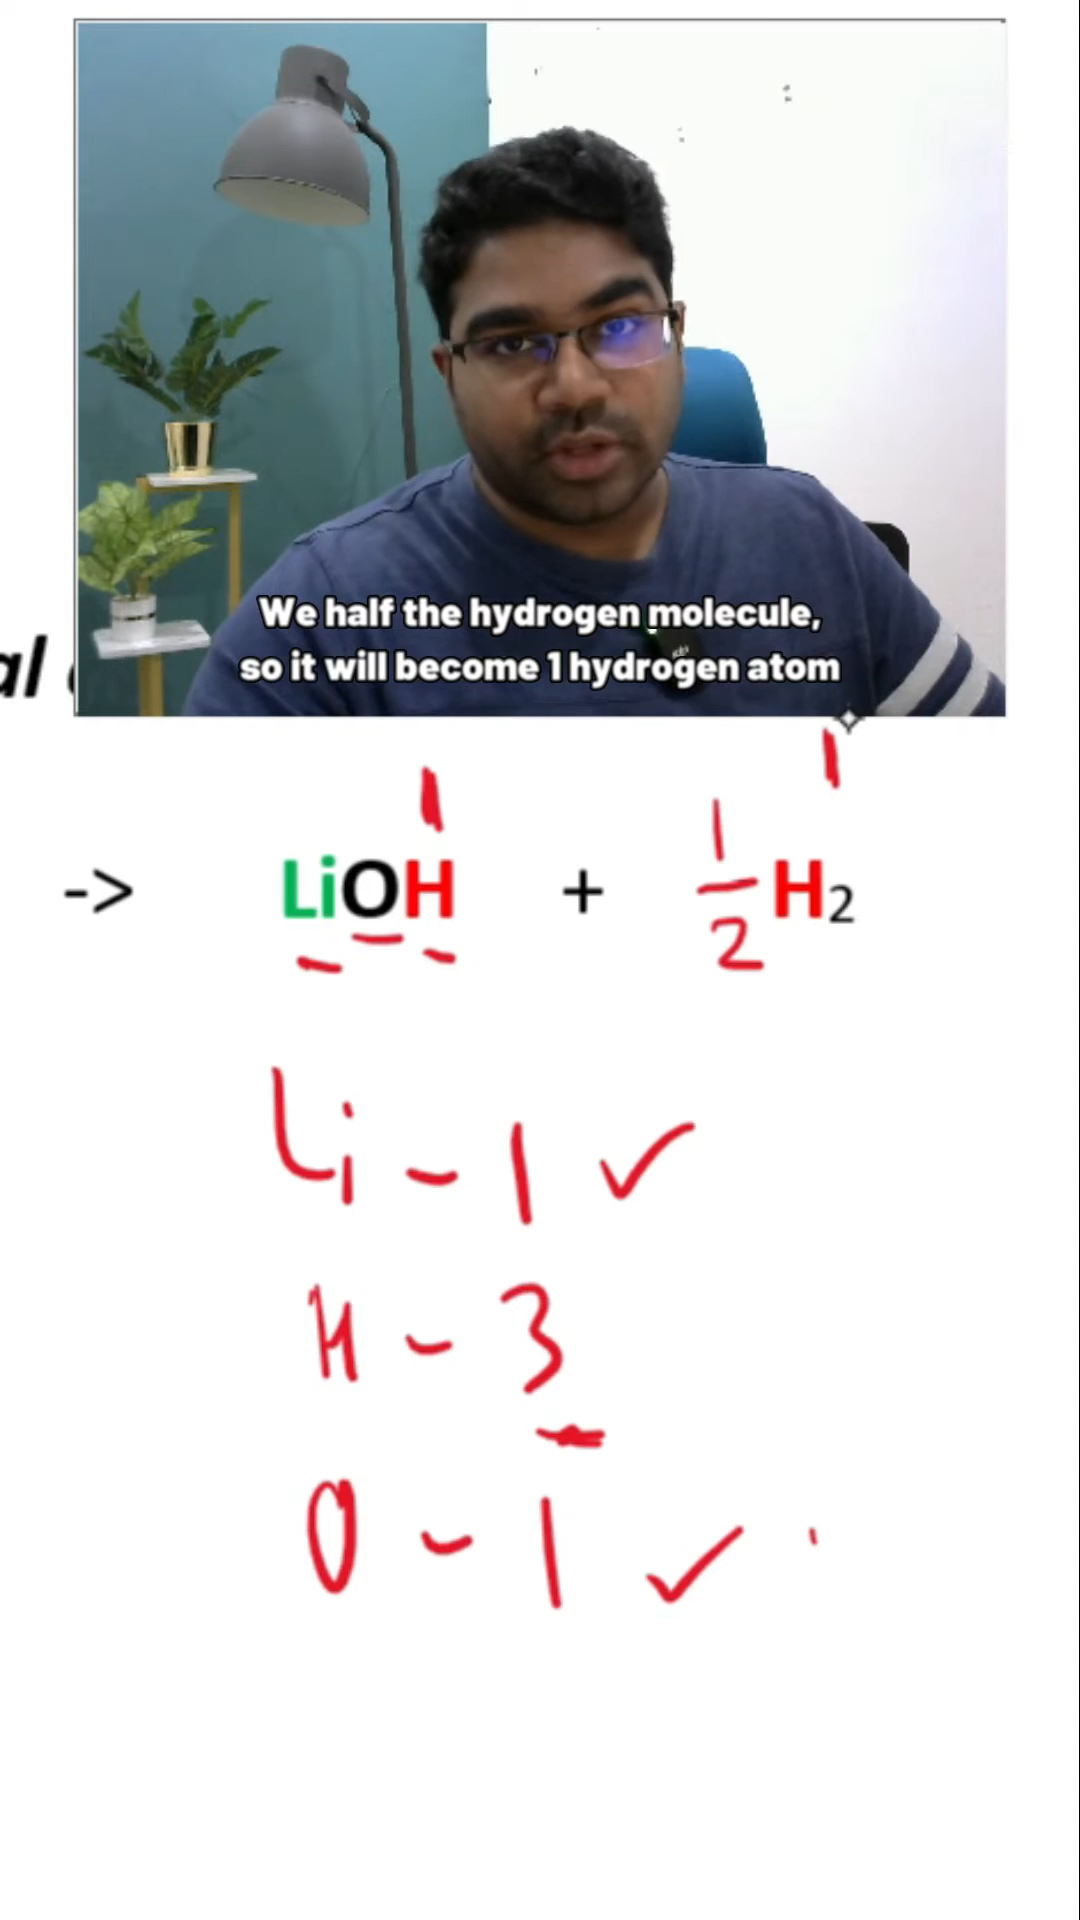 We half the hydrogen molecule,
so it will become 1 hydrogen atom
al
1 1
-> LiOH + 1/2 H2
Li - 1 ✓
H - 3
O - 1 ✓